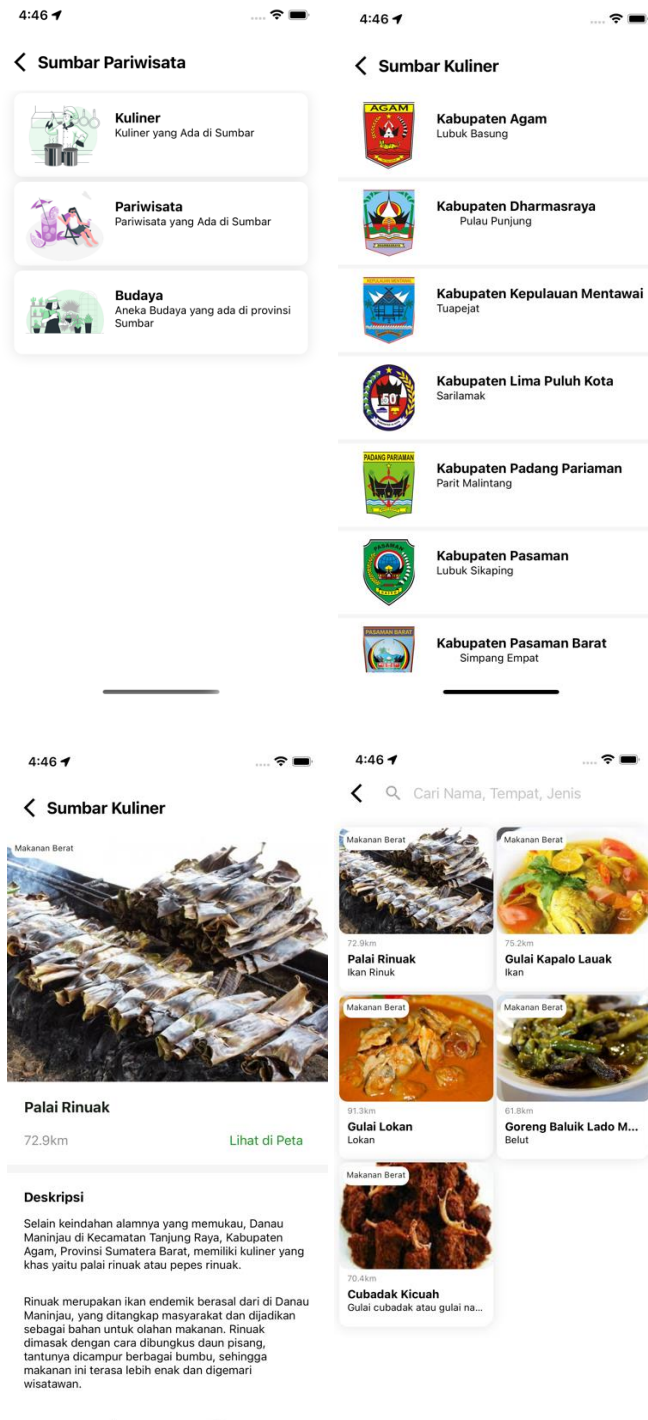 4:46
Sumbar Pariwisata
Kuliner
Kuliner yang Ada di Sumbar
Pariwisata
Pariwisata yang Ada di Sumbar
Budaya
Aneka Budaya yang ada di provinsi
Sumbar
4:46
Sumbar Kuliner
AGAM
Kabupaten Agam
Lubuk Basung
Kabupaten Dharmasraya
Pulau Punjung
Kabupaten Kepulauan Mentawai
Tuapejat
50
Kabupaten Lima Puluh Kota
Sarilamak
PADANG PARIAMAN
Kabupaten Padang Pariaman
Parit Malintang
PASAMAN
Kabupaten Pasaman
Lubuk Sikaping
PASAMAN BARAT
Kabupaten Pasaman Barat
Simpang Empat
4:46
Sumbar Kuliner
Makanan Berat
Palai Rinuak
72.9km
Lihat di Peta
Deskripsi
Selain keindahan alamnya yang memukau, Danau
Maninjau di Kecamatan Tanjung Raya, Kabupaten
Agam, Provinsi Sumatera Barat, memiliki kuliner yang
khas yaitu palai rinuak atau pepes rinuak.
Rinuak merupakan ikan endemik berasal dari di Danau
Maninjau, yang ditangkap masyarakat dan dijadikan
sebagai bahan untuk olahan makanan. Rinuak
dimasak dengan cara dibungkus daun pisang,
tantunya dicampur berbagai bumbu, sehingga
makanan ini terasa lebih enak dan digemari
wisatawan.
4:46
Cari Nama, Tempat, Jenis
Makanan Berat
72.9km
Palai Rinuak
Ikan Rinuk
Makanan Berat
75.2km
Gulai Kapalo Lauak
Ikan
Makanan Berat
91.3km
Gulai Lokan
Lokan
Makanan Berat
61.8km
Goreng Baluik Lado M...
Belut
Makanan Berat
70.4km
Cubadak Kicuah
Gulai cubadak atau gulai na...